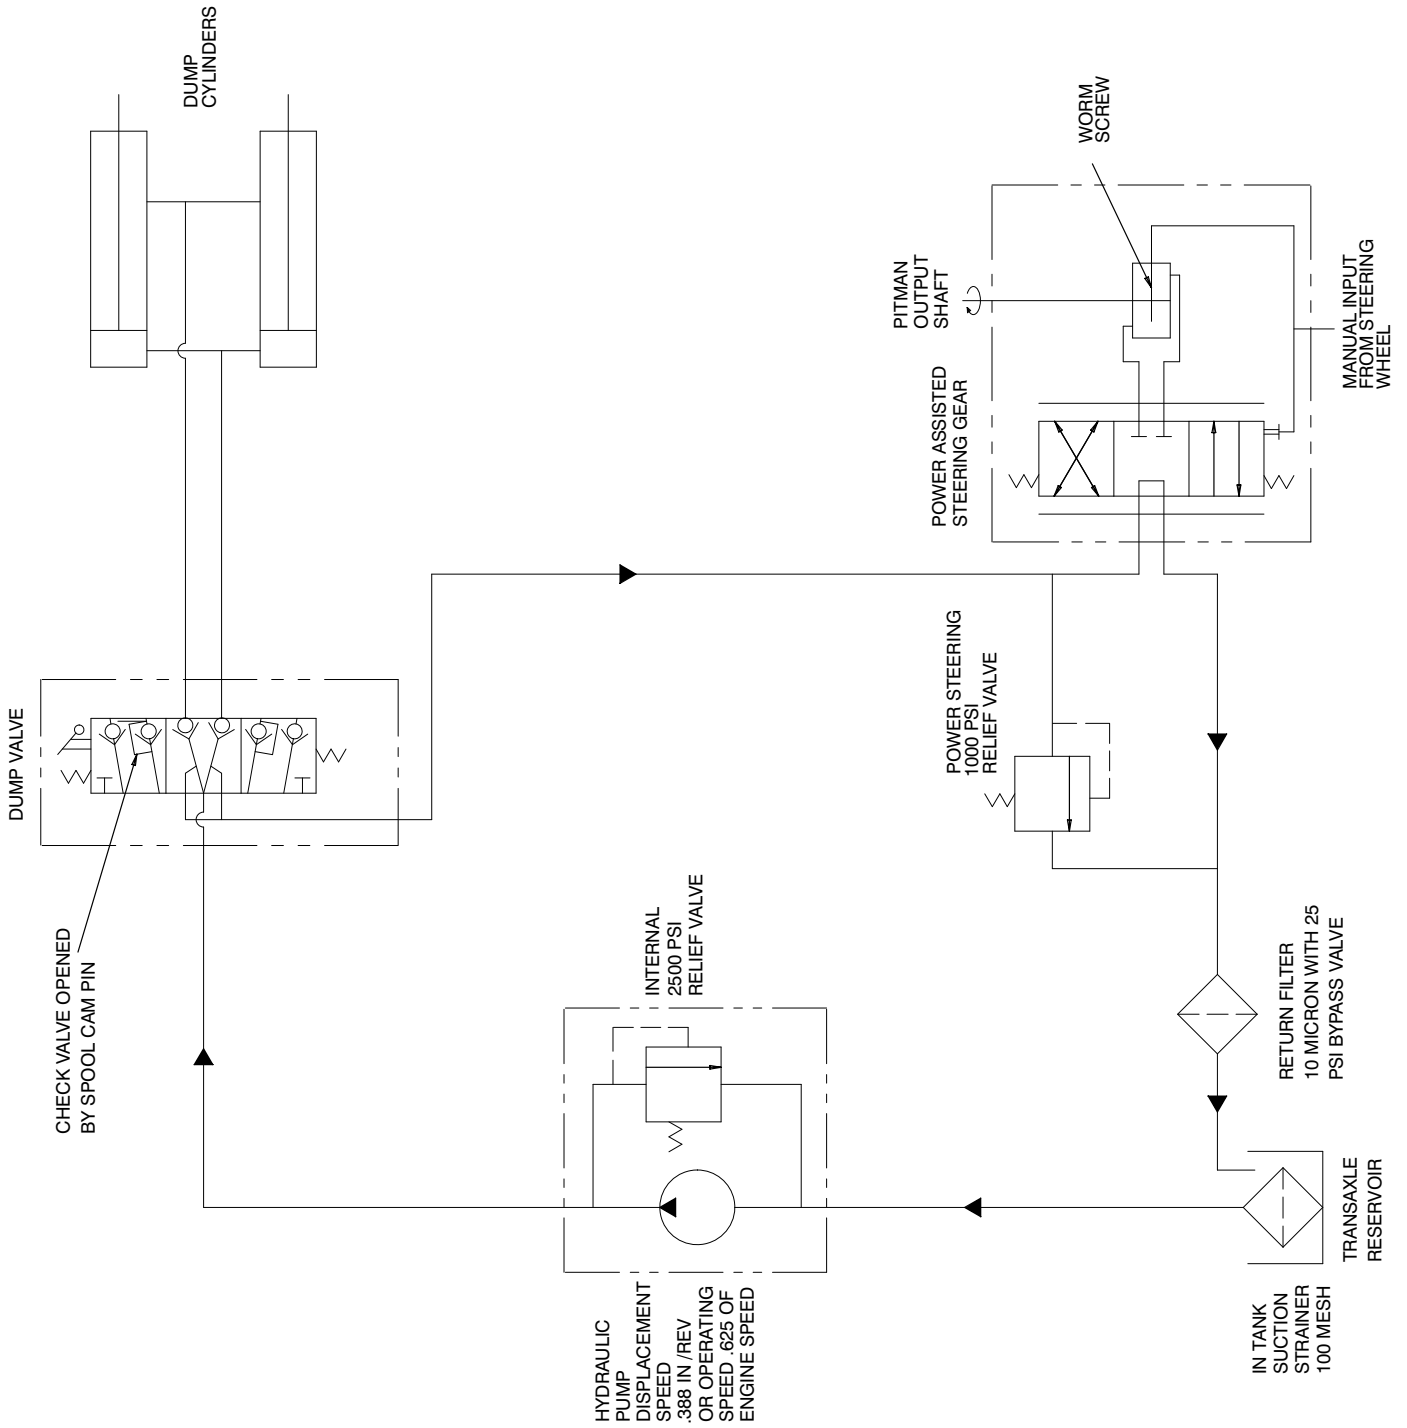 DUMP VALVE
CHECK VALVE OPENED
BY SPOOL CAM PIN
DUMP
CYLINDERS
HYDRAULIC
PUMP
DISPLACEMENT
SPEED
.388 IN /REV
OR OPERATING
SPEED .625 OF
ENGINE SPEED
INTERNAL
2500 PSI
RELIEF VALVE
POWER STEERING
1000 PSI
RELIEF VALVE
POWER ASSISTED
STEERING GEAR
PITMAN
OUTPUT
SHAFT
WORM
SCREW
MANUAL INPUT
FROM STEERING
WHEEL
IN TANK
SUCTION
STRAINER
100 MESH
TRANSAXLE
RESERVOIR
RETURN FILTER
10 MICRON WITH 25
PSI BYPASS VALVE